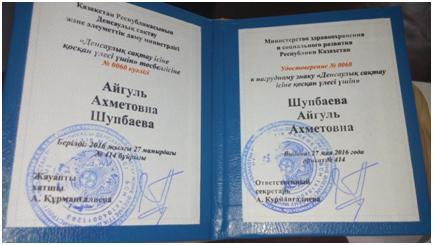 Қазақстан Республикасының
Денсаулық сақтау
және әлеуметтік даму министрлігі
«Денсаулық сақтау ісіне
қосқан үлесі үшін» төсбелгісіне
№ 0060 куәлігі
Айгуль
Ахметовна
Шупбаева
Берілді: 2016 жылғы 27 мамырдағы
№ 414 бұйрығы
Жауапты
хатшы
А. Құрманғалиева
Министерство здравоохранения
и социального развития
Республики Казахстан
Удостоверение № 0060
к нагрудному знаку «Денсаулық сақтау
ісіне қосқан үлесі үшін»
Шупбаева
Айгуль
Ахметовна
Выдано: 27 мая 2016 года
приказ № 414
Ответственный
секретарь
А. Курмангалиева